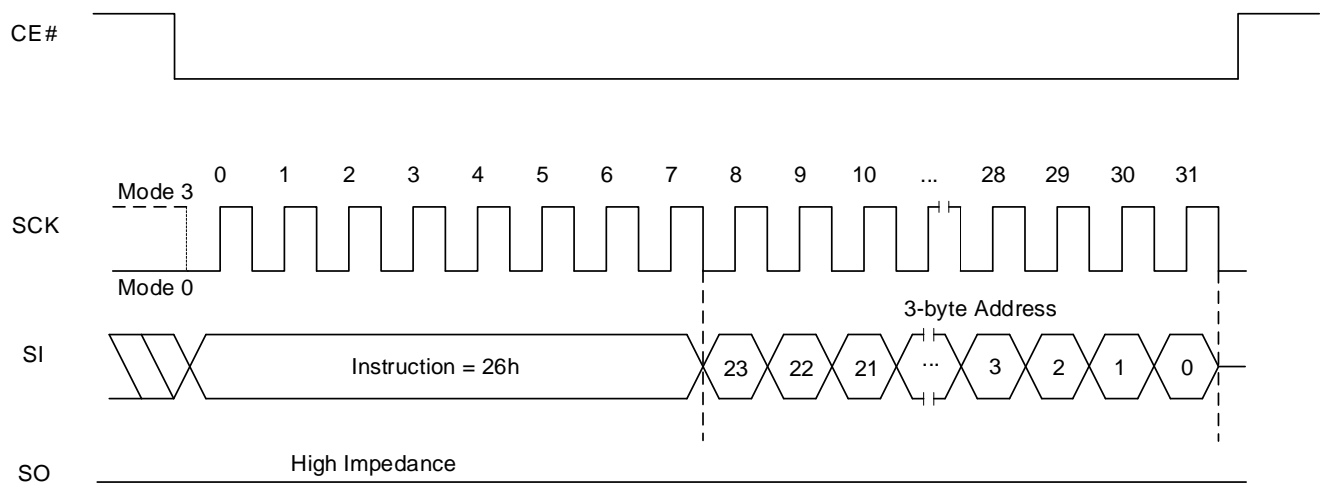 CE#
0 1 2 3 4 5 6 7 8 9 10 ... 28 29 30 31
Mode 3
SCK
Mode 0
3-byte Address
SI
Instruction = 26h
23 22 21 ... 3 2 1 0
High Impedance
SO